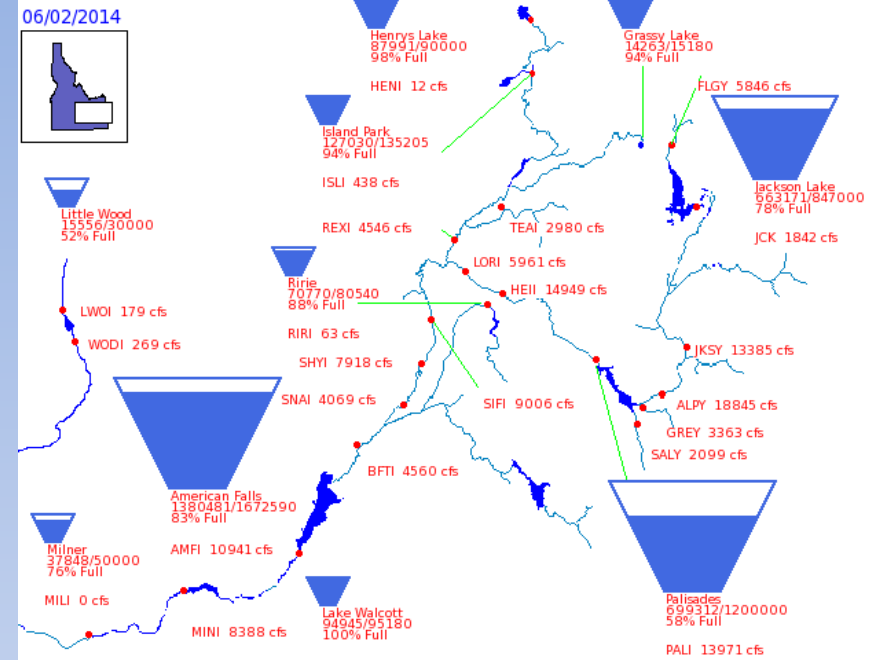 06/02/2014
Henrys Lake
87991/90000
98% Full
HENI 12 cfs
Grassy Lake
14263/15180
94% Full
FLGY 5846 cfs
Island Park
127030/135205
94% Full
ISLI 438 cfs
Jackson Lake
663171/847000
78% Full
JCK 1842 cfs
Little Wood
15556/30000
52% Full
REXI 4546 cfs
TEAI 2980 cfs
LORI 5961 cfs
Ririe
70770/80540
88% Full
HEII 14949 cfs
LWOI 179 cfs
RIRI 63 cfs
WODI 269 cfs
JKSY 13385 cfs
SHYI 7918 cfs
SNAI 4069 cfs
SIFI 9006 cfs
ALPY 18845 cfs
GREY 3363 cfs
SALY 2099 cfs
BFTI 4560 cfs
American Falls
1380481/1672590
83% Full
AMFI 10941 cfs
Milner
37848/50000
76% Full
MILI 0 cfs
MINI 8388 cfs
Lake Walcott
94945/95180
100% Full
Palisades
699312/1200000
58% Full
PALI 13971 cfs